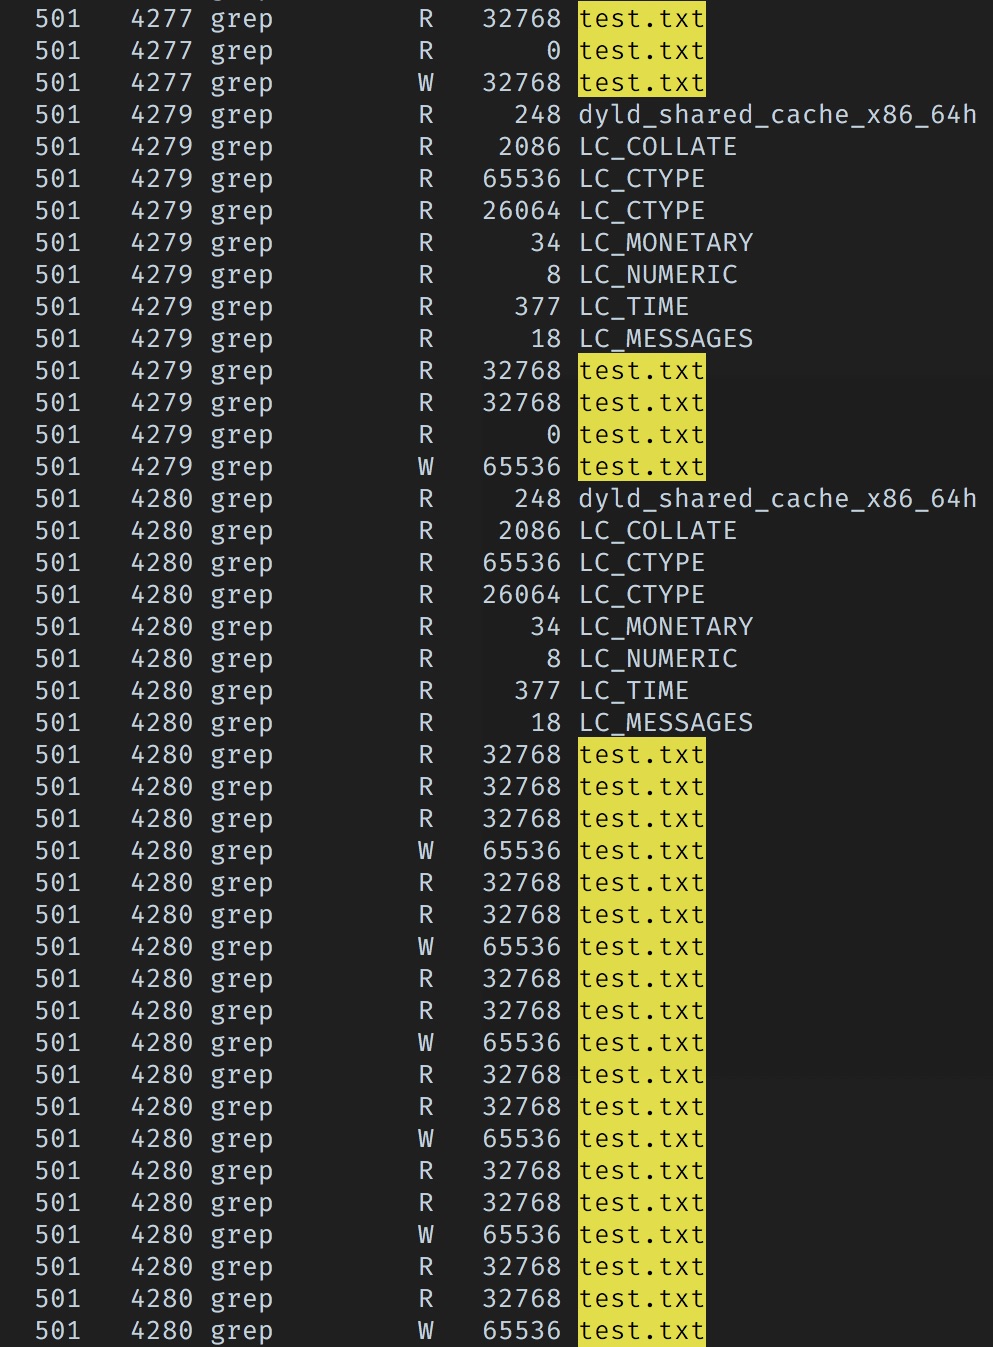 501 4277 grep R 32768 test.txt
501 4277 grep R 0 test.txt
501 4277 grep W 32768 test.txt
501 4279 grep R 248 dyld_shared_cache_x86_64h
501 4279 grep R 2086 LC_COLLATE
501 4279 grep R 65536 LC_CTYPE
501 4279 grep R 26064 LC_CTYPE
501 4279 grep R 34 LC_MONETARY
501 4279 grep R 8 LC_NUMERIC
501 4279 grep R 377 LC_TIME
501 4279 grep R 18 LC_MESSAGES
501 4279 grep R 32768 test.txt
501 4279 grep R 32768 test.txt
501 4279 grep R 0 test.txt
501 4279 grep W 65536 test.txt
501 4280 grep R 248 dyld_shared_cache_x86_64h
501 4280 grep R 2086 LC_COLLATE
501 4280 grep R 65536 LC_CTYPE
501 4280 grep R 26064 LC_CTYPE
501 4280 grep R 34 LC_MONETARY
501 4280 grep R 8 LC_NUMERIC
501 4280 grep R 377 LC_TIME
501 4280 grep R 18 LC_MESSAGES
501 4280 grep R 32768 test.txt
501 4280 grep R 32768 test.txt
501 4280 grep R 32768 test.txt
501 4280 grep W 65536 test.txt
501 4280 grep R 32768 test.txt
501 4280 grep R 32768 test.txt
501 4280 grep W 65536 test.txt
501 4280 grep R 32768 test.txt
501 4280 grep R 32768 test.txt
501 4280 grep W 65536 test.txt
501 4280 grep R 32768 test.txt
501 4280 grep R 32768 test.txt
501 4280 grep W 65536 test.txt
501 4280 grep R 32768 test.txt
501 4280 grep R 32768 test.txt
501 4280 grep W 65536 test.txt
501 4280 grep R 32768 test.txt
501 4280 grep R 32768 test.txt
501 4280 grep W 65536 test.txt